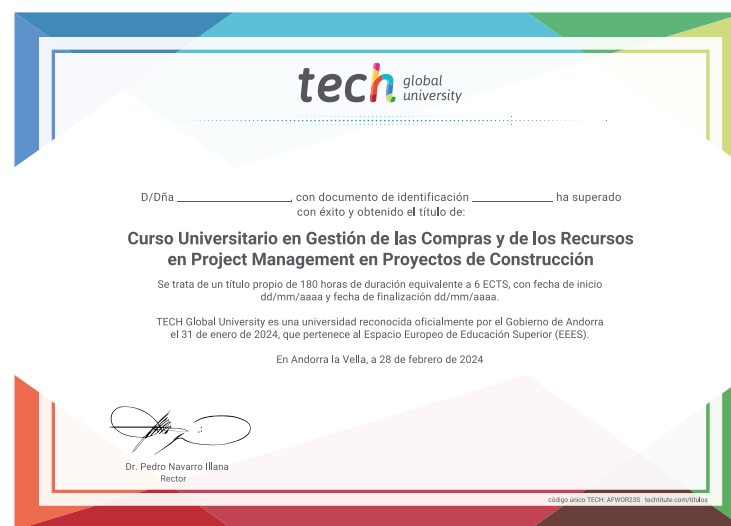 tech global university
D/Dña ____________, con documento de identificación ____________ ha superado
con éxito y obtenido el título de:
Curso Universitario en Gestión de las Compras y de los Recursos
en Project Management en Proyectos de Construcción
Se trata de un título propio de 180 horas de duración equivalente a 6 ECTS, con fecha de inicio
dd/mm/aaaa y fecha de finalización dd/mm/aaaa.
TECH Global University es una universidad reconocida oficialmente por el Gobierno de Andorra
el 31 de enero de 2024, que pertenece al Espacio Europeo de Educación Superior (EEES).
En Andorra la Vella, a 28 de febrero de 2024
Dr. Pedro Navarro Illana
Rector
código único TECH: AFWOR23S techtitute.com/titulos